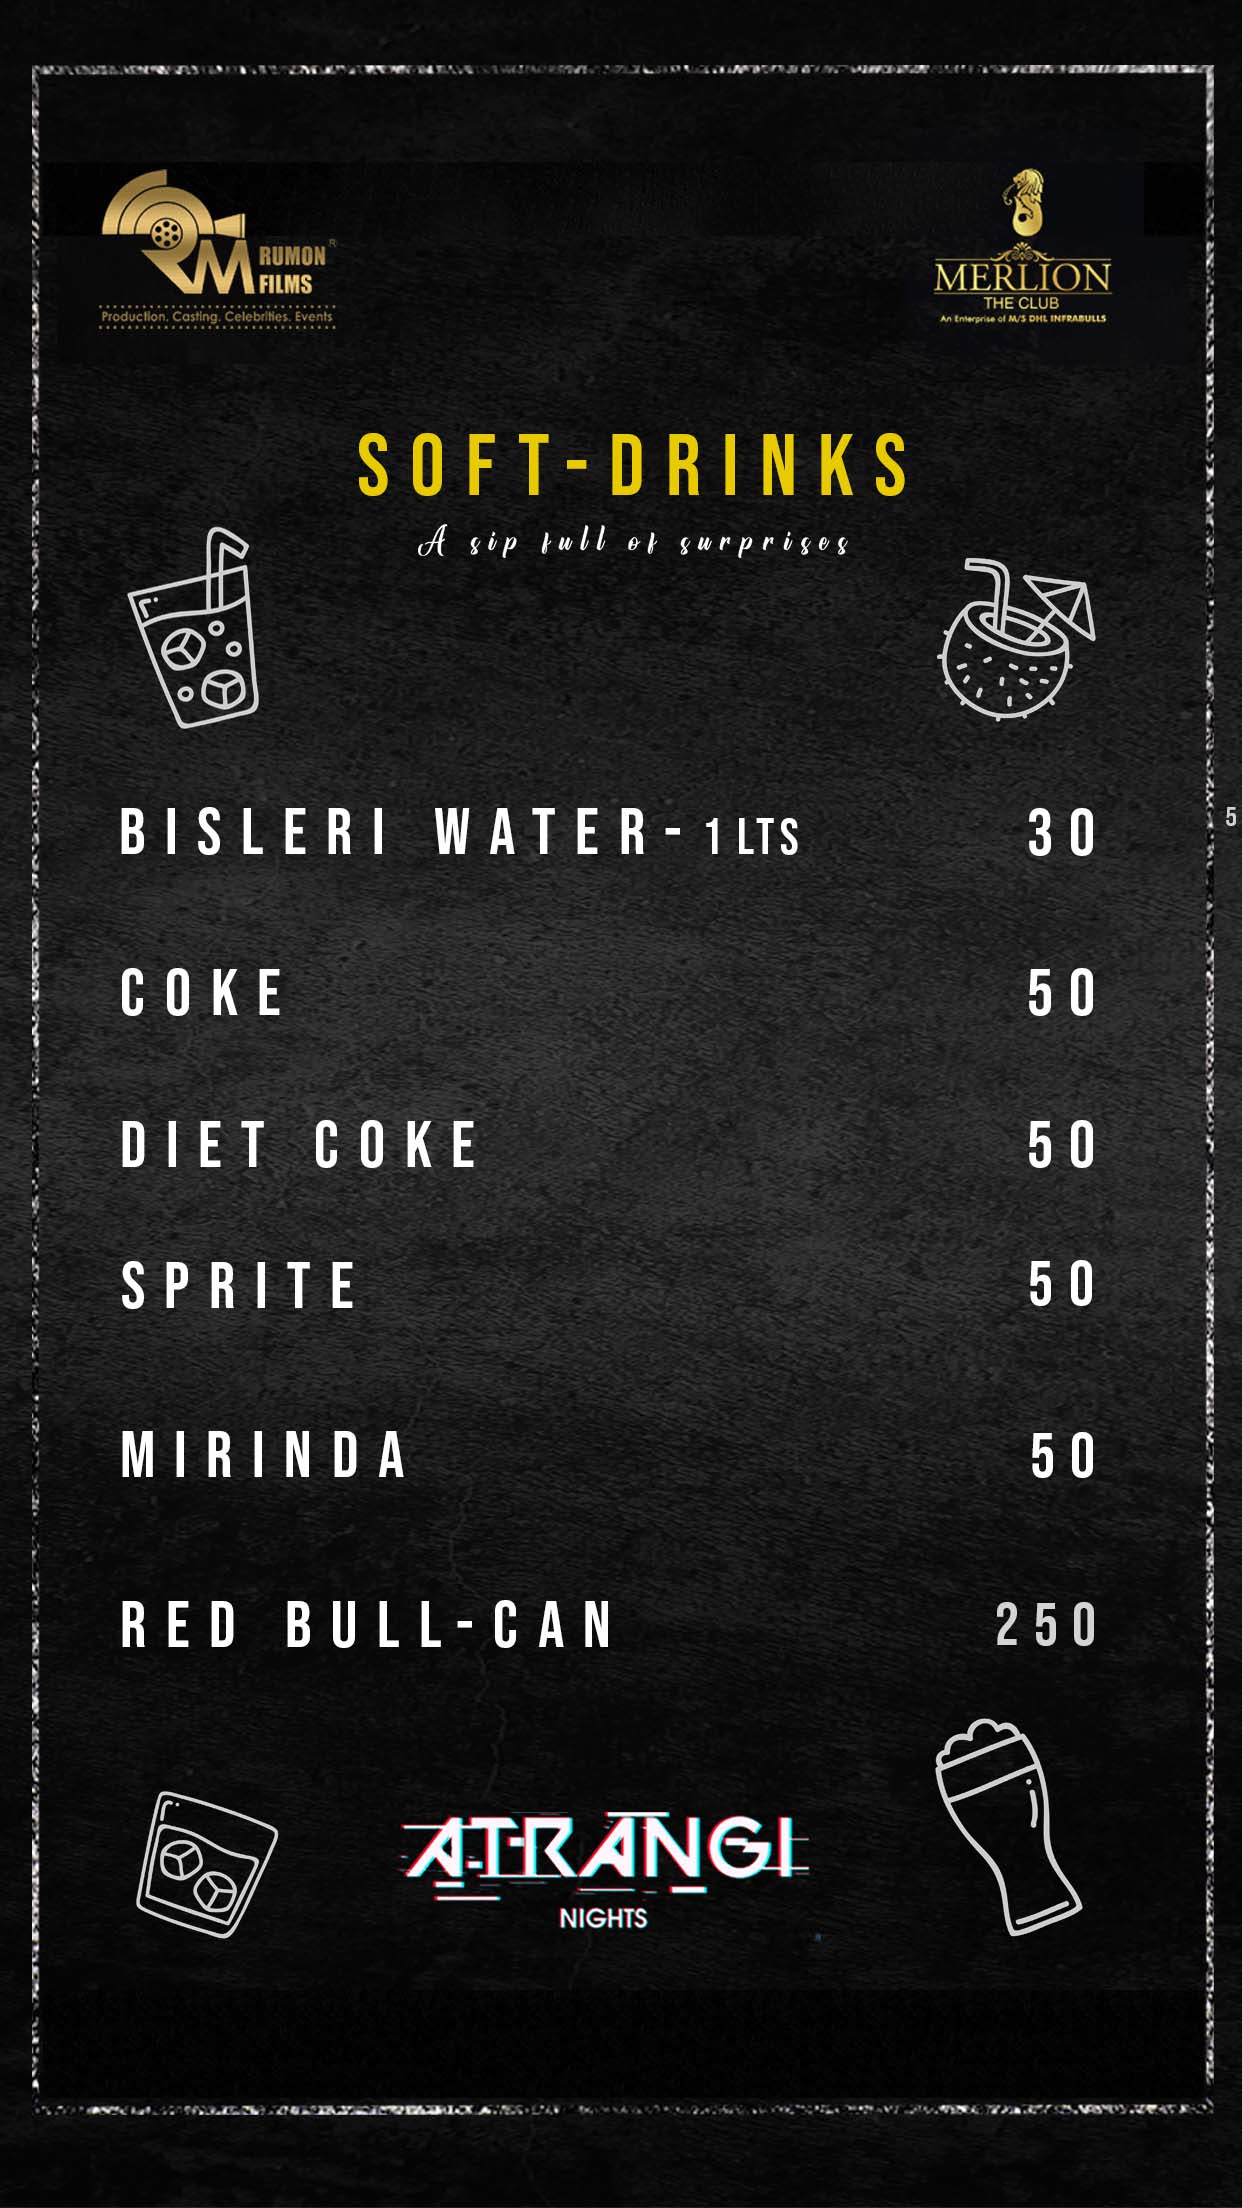 RM RUMON®
FILMS
Production. Casting. Celebrities. Events
MERLION
THE CLUB
An Enterprise of M/S DHL INFRABULLS
SOFT-DRINKS
A sip full of surprises
BISLERI WATER- 1 LTS 30
5
COKE 50
DIET COKE 50
SPRITE 50
MIRINDA 50
RED BULL-CAN 250
ATRANGI
NIGHTS